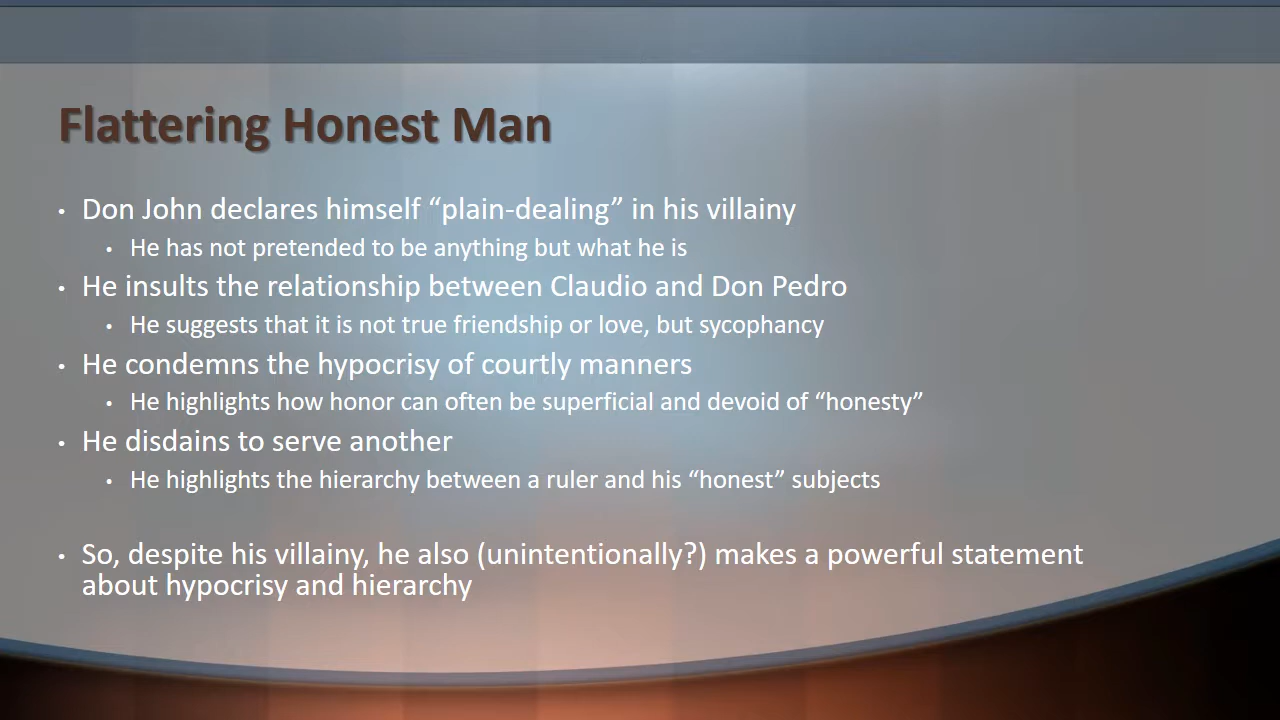 Flattering Honest Man
• Don John declares himself “plain-dealing” in his villainy
• He has not pretended to be anything but what he is
• He insults the relationship between Claudio and Don Pedro
• He suggests that it is not true friendship or love, but sycophancy
• He condemns the hypocrisy of courtly manners
• He highlights how honor can often be superficial and devoid of “honesty”
• He disdains to serve another
• He highlights the hierarchy between a ruler and his “honest” subjects
• So, despite his villainy, he also (unintentionally?) makes a powerful statement
about hypocrisy and hierarchy